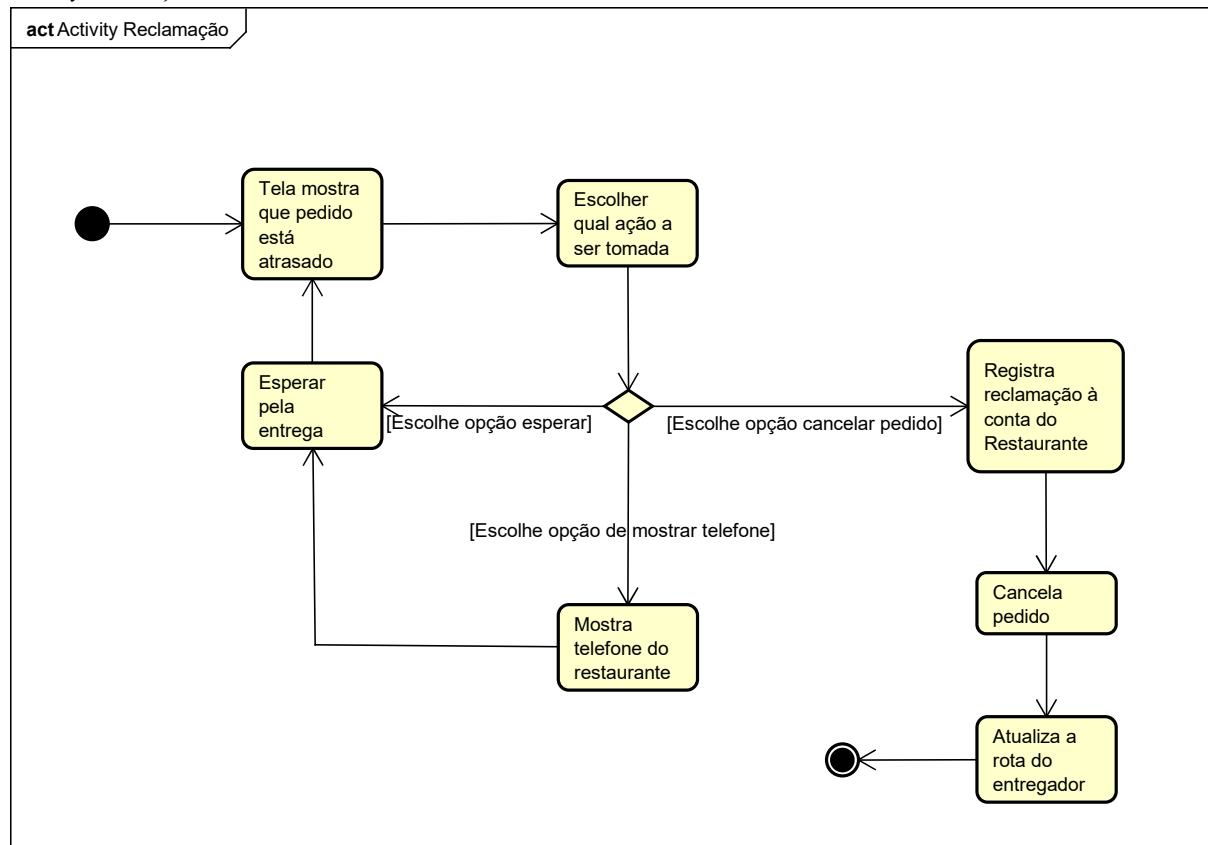 act Activity Reclamação
Tela mostra
que pedido
está
atrasado
Escolher
qual ação a
ser tomada
Esperar
pela
entrega
[Escolhe opção esperar]
[Escolhe opção cancelar pedido]
Registra
reclamação à
conta do
Restaurante
[Escolhe opção de mostrar telefone]
Mostra
telefone do
restaurante
Cancela
pedido
Atualiza a
rota do
entregador